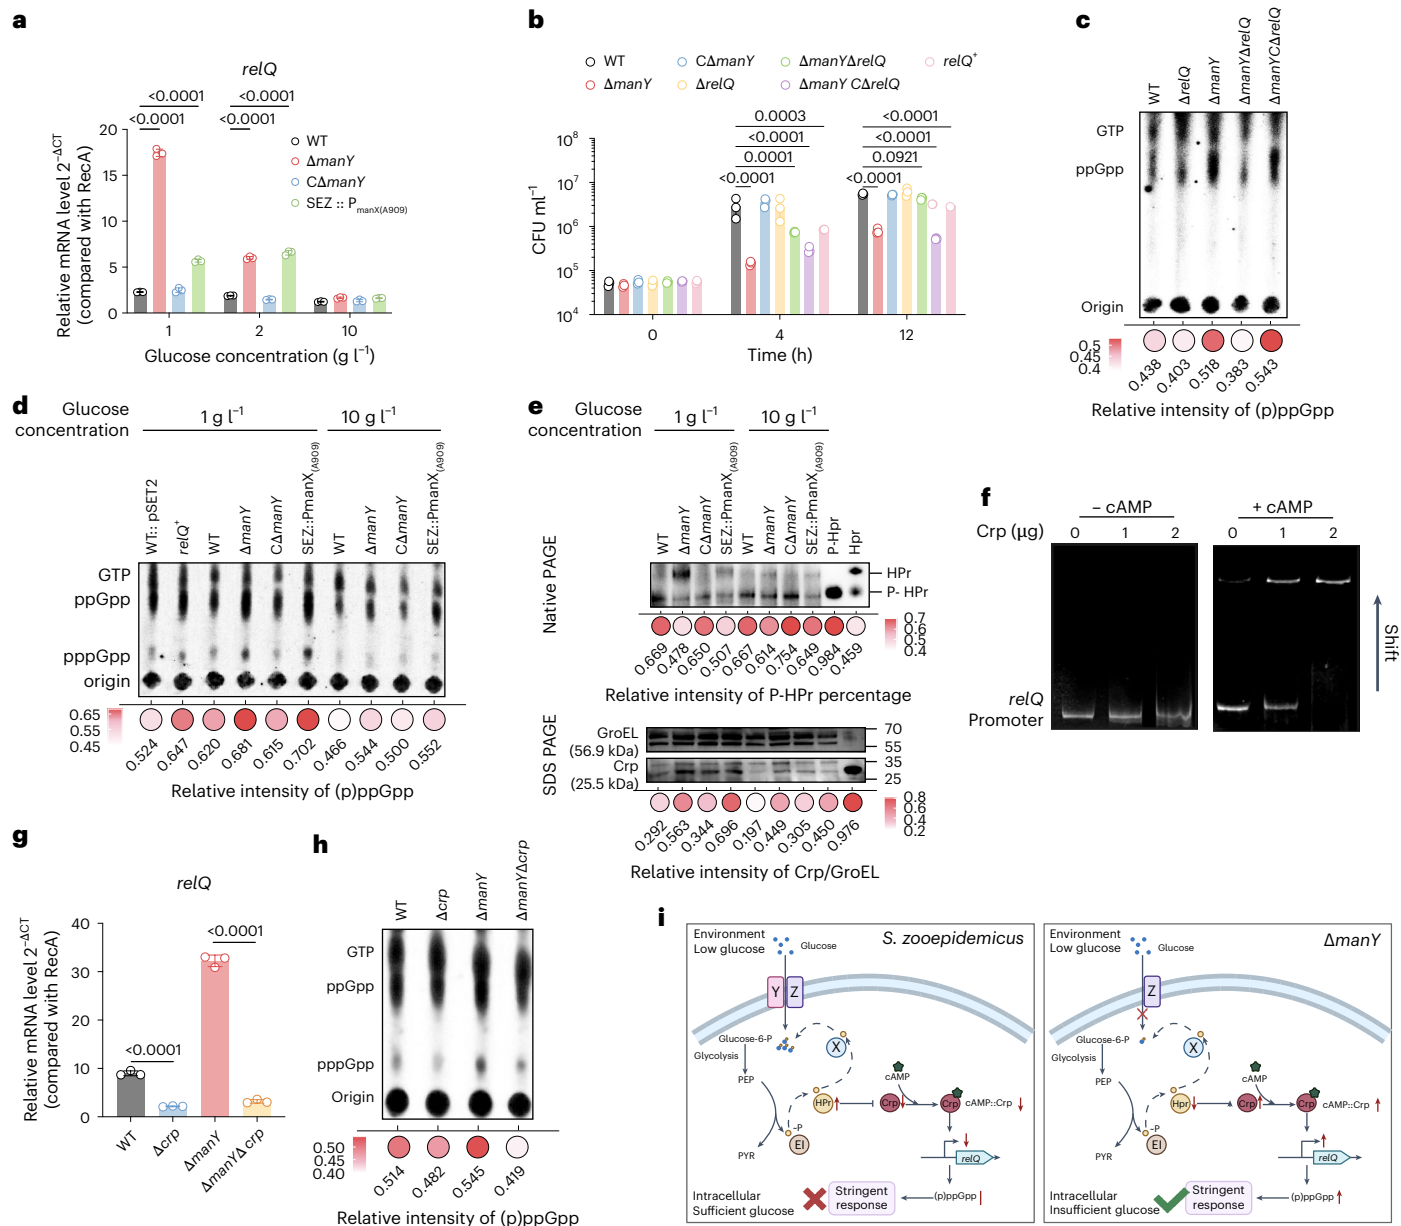 a
relQ
<0.0001
<0.0001
<0.0001
<0.0001
Relative mRNA level 2⁻ΔCT
(compared with RecA)
20
15
10
5
0
WT
ΔmanY
CΔmanY
SEZ :: PmanX(A909)
1
2
10
Glucose concentration (g l⁻¹)
b
WT
CΔmanY
ΔmanYΔrelQ
relQ⁺
ΔmanY
ΔrelQ
ΔmanY CΔrelQ
CFU ml⁻¹
10⁸
10⁷
10⁶
10⁵
10⁴
0.0003
<0.0001
0.0001
<0.0001
<0.0001
<0.0001
0.0921
<0.0001
0
4
12
Time (h)
c
WT
ΔrelQ
ΔmanY
ΔmanYΔrelQ
ΔmanYCΔrelQ
GTP
ppGpp
Origin
0.5
0.45
0.4
0.438
0.403
0.518
0.383
0.543
Relative intensity of (p)ppGpp
d
Glucose
concentration
1 g l⁻¹
10 g l⁻¹
WT:: pSET2
relQ⁺
WT
ΔmanY
CΔmanY
SEZ::PmanX(A909)
WT
ΔmanY
CΔmanY
SEZ::PmanX(A909)
GTP
ppGpp
pppGpp
origin
0.65
0.55
0.45
0.524
0.647
0.620
0.681
0.615
0.702
0.466
0.544
0.500
0.552
Relative intensity of (p)ppGpp
e
Glucose
concentration
1 g l⁻¹
10 g l⁻¹
WT
ΔmanY
CΔmanY
SEZ::PmanX(A909)
WT
ΔmanY
CΔmanY
SEZ::PmanX(A909)
P-HPr
Hpr
Native PAGE
HPr
P- HPr
0.7
0.6
0.5
0.4
0.669
0.478
0.650
0.507
0.667
0.614
0.754
0.649
0.984
0.459
Relative intensity of P-HPr percentage
SDS PAGE
GroEL
(56.9 kDa)
Crp
(25.5 kDa)
70
55
35
25
0.8
0.6
0.4
0.2
0.292
0.563
0.344
0.696
0.197
0.449
0.305
0.450
0.976
Relative intensity of Crp/GroEL
f
− cAMP
+ cAMP
Crp (μg)
0
1
2
0
1
2
relQ
Promoter
Shift
g
relQ
Relative mRNA level 2⁻ΔCT
(compared with RecA)
40
30
20
10
0
<0.0001
<0.0001
WT
Δcrp
ΔmanY
ΔmanYΔcrp
h
WT
Δcrp
ΔmanY
ΔmanYΔcrp
GTP
ppGpp
pppGpp
Origin
0.50
0.45
0.40
0.514
0.482
0.545
0.419
Relative intensity of (p)ppGpp
i
Environment
Low glucose
Glucose
S. zooepidemicus
Y
Z
Glucose-6-P
Glycolysis
PEP
PYR
X
HPr
~P
EI
cAMP
Crp
Crp
cAMP::Crp
relQ
(p)ppGpp
Stringent
response
Intracellular
Sufficient glucose
Environment
Low glucose
Glucose
ΔmanY
Z
Glucose-6-P
Glycolysis
PEP
PYR
X
Hpr
~P
EI
cAMP
Crp
Crp
cAMP::Crp
relQ
(p)ppGpp
Stringent
response
Intracellular
Insufficient glucose